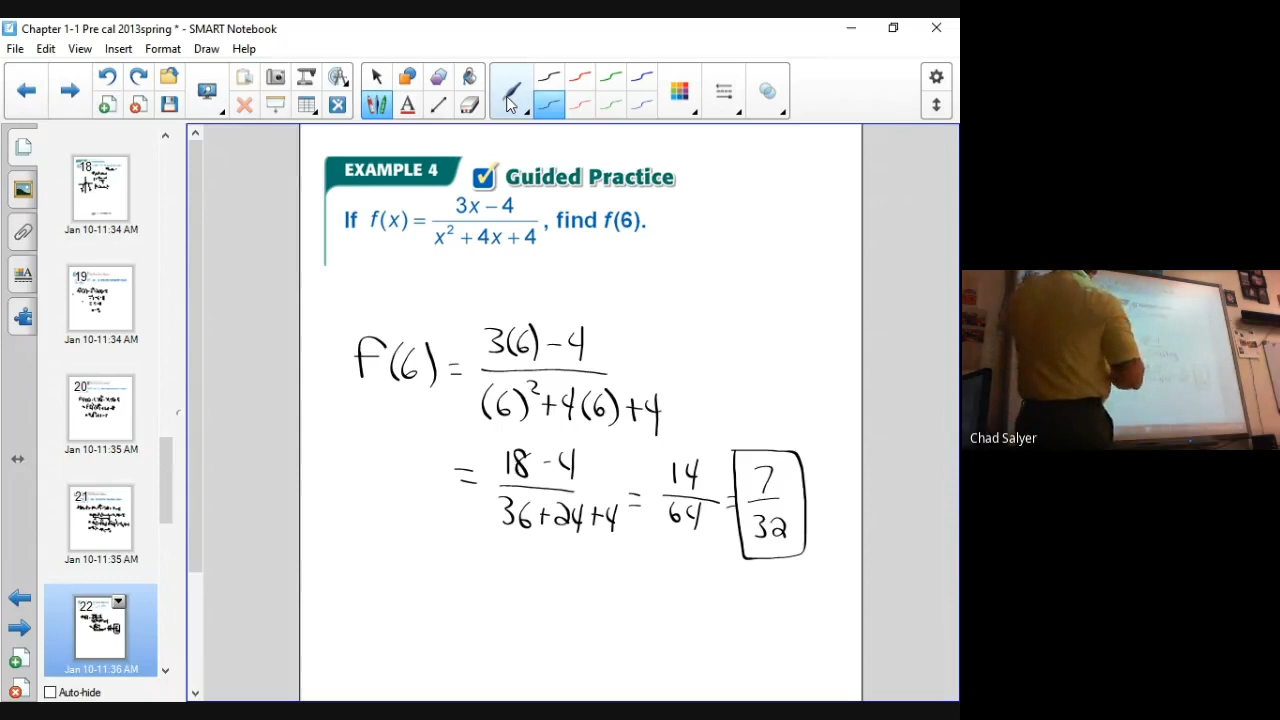 Chapter 1-1 Pre cal 2013spring * - SMART Notebook
File Edit View Insert Format Draw Help
18
Jan 10-11:34 AM
19
Jan 10-11:34 AM
20
Jan 10-11:35 AM
21
Jan 10-11:35 AM
22
Jan 10-11:36 AM
Auto-hide
EXAMPLE 4 Guided Practice
If f(x) = (3x − 4)/(x² + 4x + 4), find f(6).
f(6) = (3(6) − 4)/((6)² + 4(6) + 4)
= (18 - 4)/(36 + 24 + 4) = 14/64 = 7/32
Chad Salyer